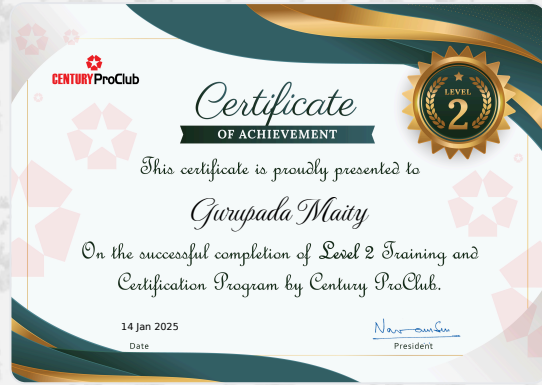 CENTURY ProClub
LEVEL
2
Certificate
OF ACHIEVEMENT
This certificate is proudly presented to
Gurupada Maity
On the successful completion of Level 2 Training and
Certification Program by Century ProClub.
14 Jan 2025
Date
President